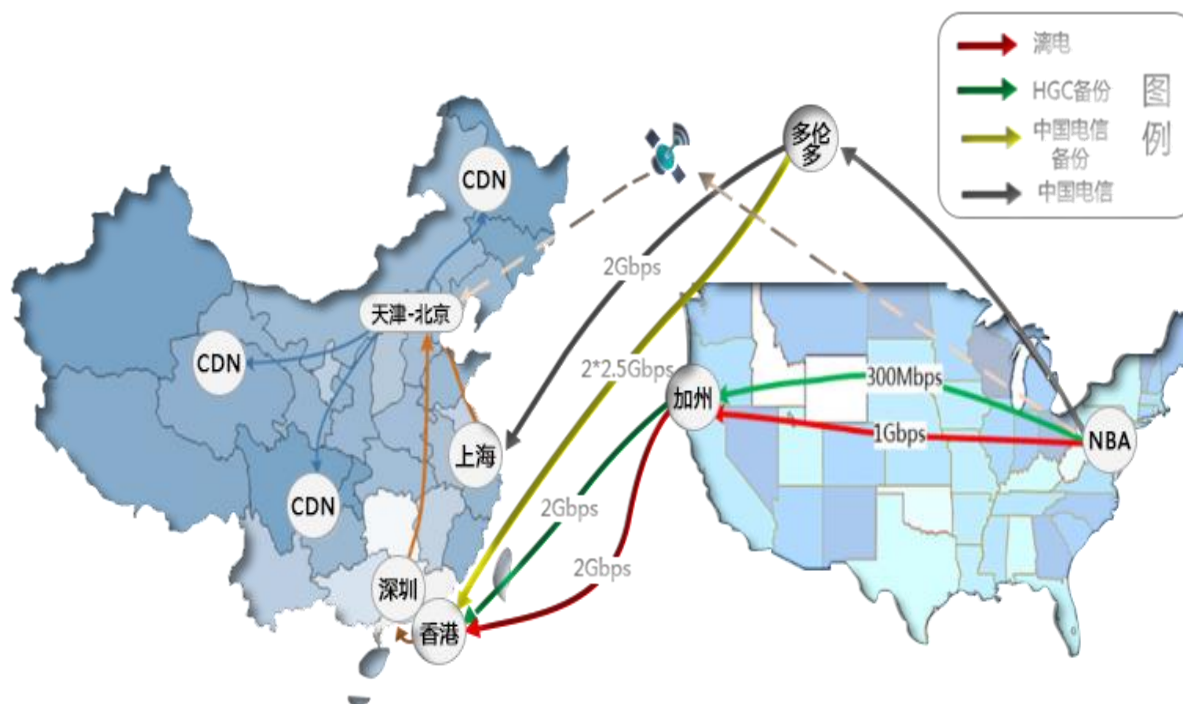 漓电
HGC备份
中国电信
备份
中国电信
图
例
多伦
多
CDN
2Gbps
天津-北京
CDN
2*2.5Gbps
加州
300Mbps
1Gbps
NBA
上海
CDN
2Gbps
2Gbps
深圳
香港